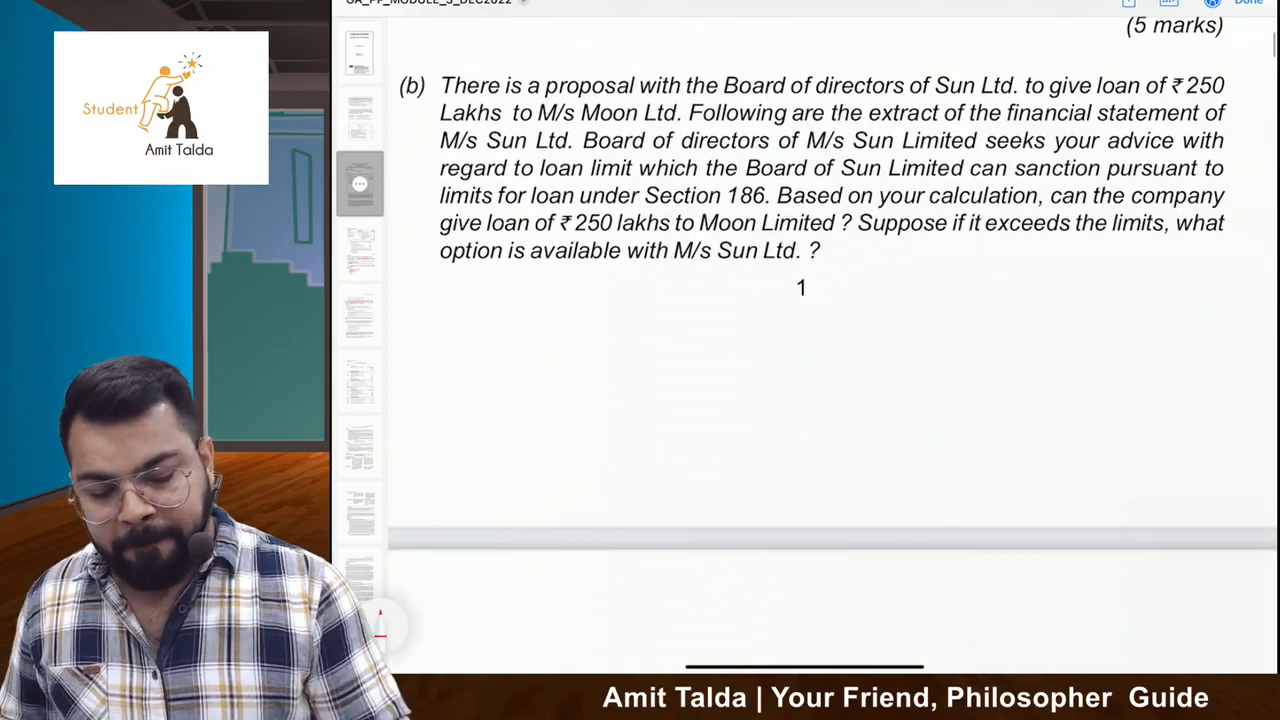 GA_PP_MODULE_3_DEC2022
Done
(5 marks)
(b) There is a proposal with the Board of directors of Sun Ltd. to give loan of ₹ 250
Lakhs to M/s Moon Ltd. Following are the extract of the financial statement of
M/s Sun Ltd. Board of directors of M/s Sun Limited seeks your advice with
regard to loan limit which the Board of Sun Limited can sanction pursuant to
limits for loan under Section 186. Based on your calculation, can the company
give loan of ₹ 250 lakhs to Moon Limited ? Suppose if it exceeds the limits, what
option is available with M/s Sun Ltd. ?
1
Student
Amit Talda
Amit Talda | Your Friend, Philosopher Guide